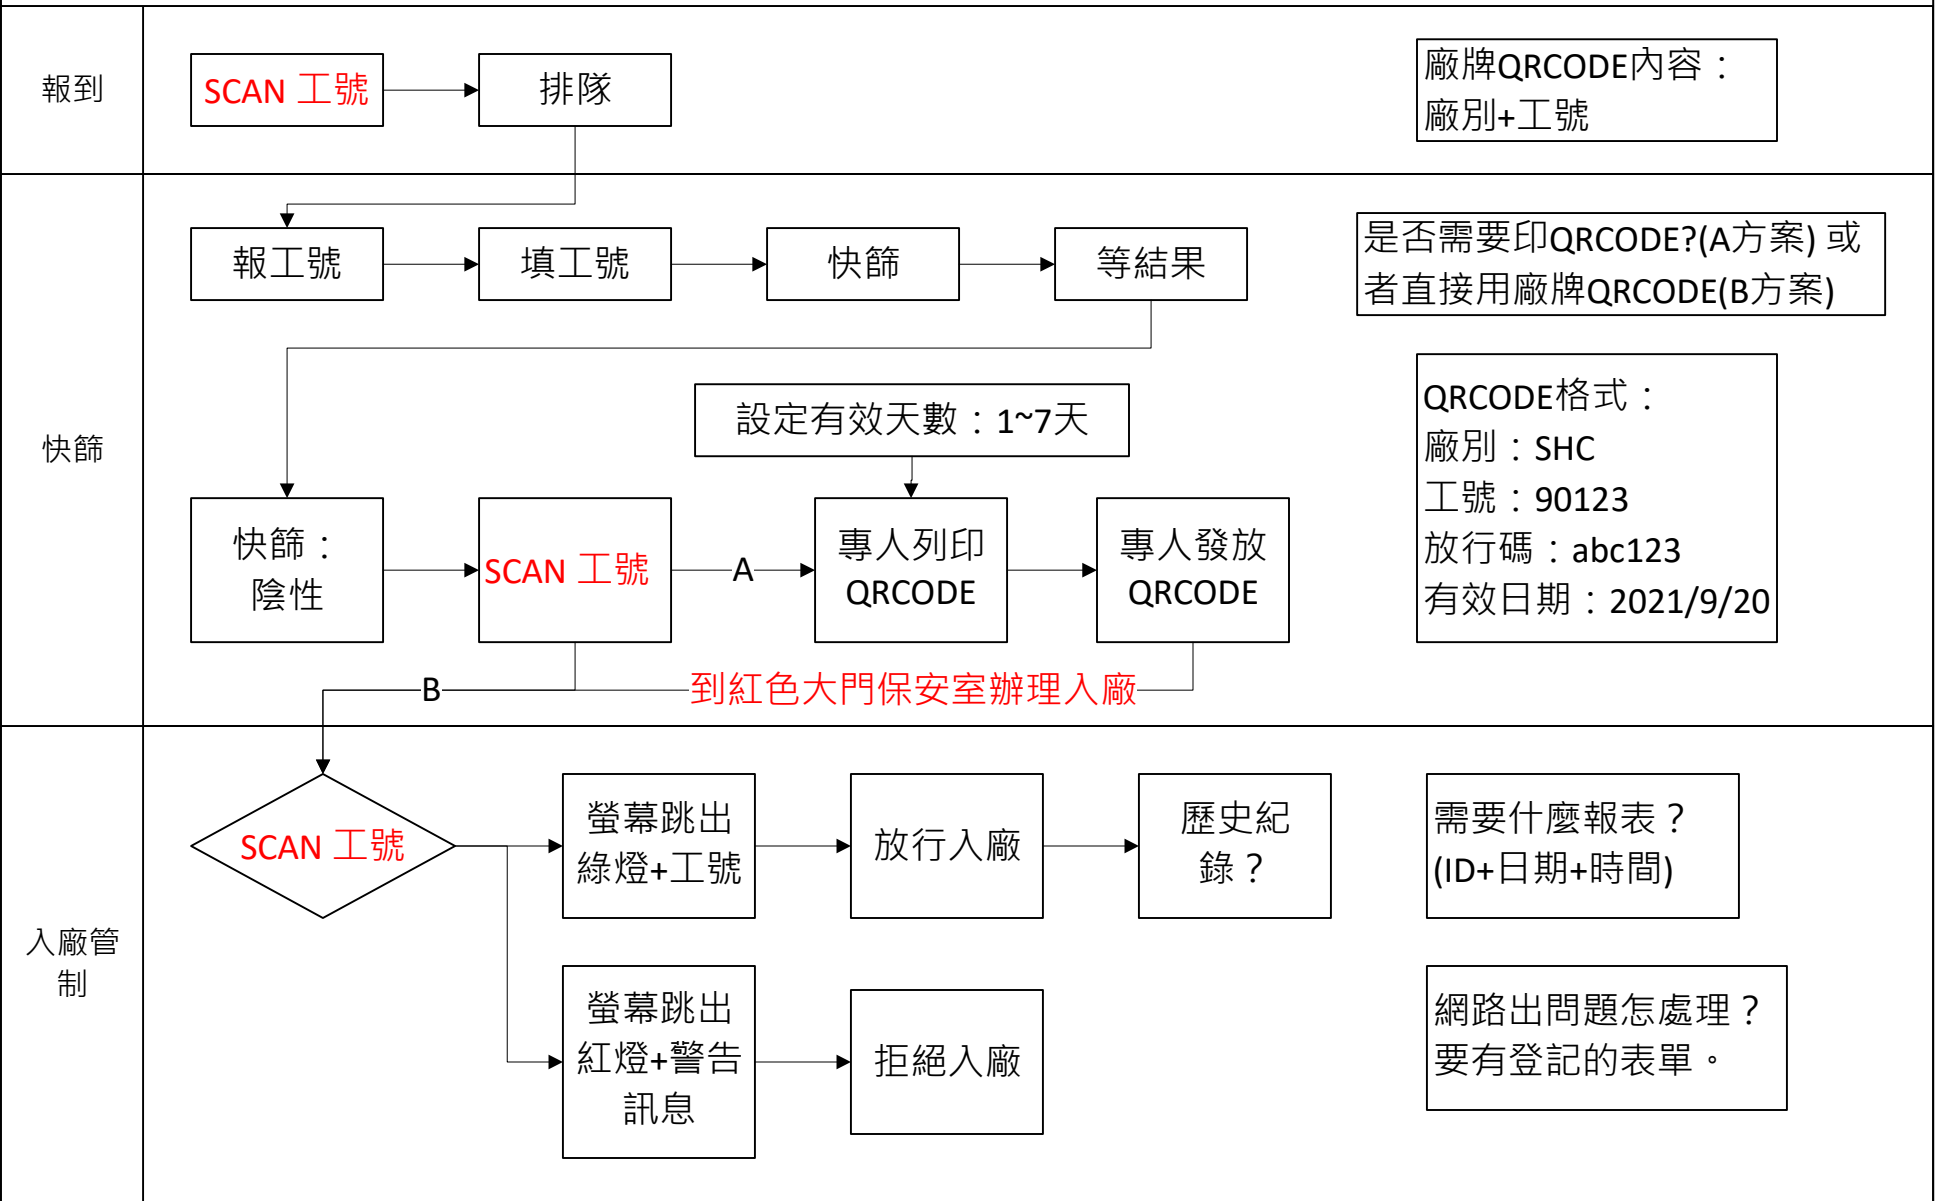 報到
SCAN 工號
排隊
廠牌QRCODE內容：
廠別+工號
快篩
報工號
填工號
快篩
等結果
是否需要印QRCODE?(A方案) 或
者直接用廠牌QRCODE(B方案)
設定有效天數：1~7天
快篩：
陰性
SCAN 工號
A
專人列印
QRCODE
專人發放
QRCODE
QRCODE格式：
廠別：SHC
工號：90123
放行碼：abc123
有效日期：2021/9/20
B
到紅色大門保安室辦理入廠
入廠管
制
SCAN 工號
螢幕跳出
綠燈+工號
放行入廠
歷史紀
錄？
需要什麼報表？
(ID+日期+時間)
螢幕跳出
紅燈+警告
訊息
拒絕入廠
網路出問題怎處理？
要有登記的表單。